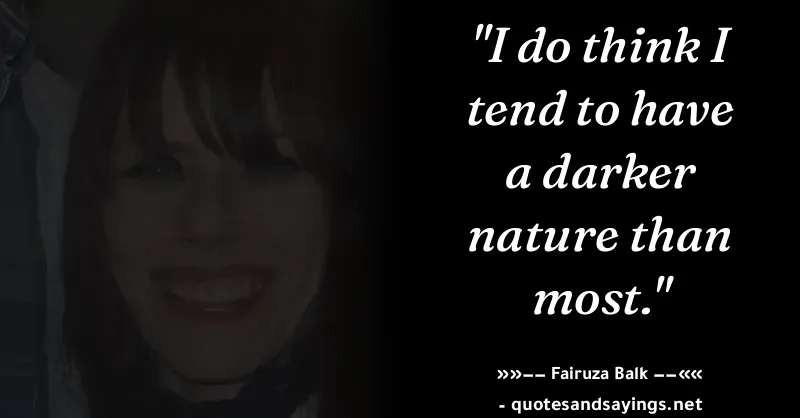 "I do think I
tend to have
a darker
nature than
most."
»»−− Fairuza Balk −−««
- quotesandsayings.net